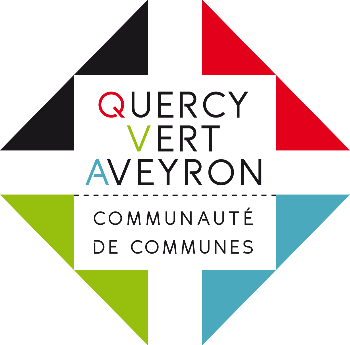 QUERCY
VERT
AVEYRON
COMMUNAUTÉ
DE COMMUNES